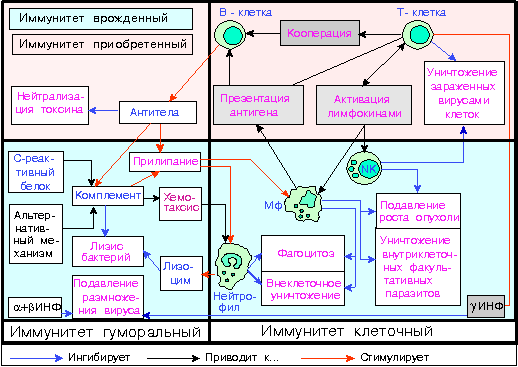 Иммунитет врожденный
Иммунитет приобретенный
В - клетка
Т- клетка
Кооперация
Нейтрализа-
ция токсина
Антитела
Презентация
антигена
Активация
лимфокинами
Уничтожение
зараженных
вирусами
клеток
С-реак-
тивный
белок
Прилипание
Комплемент
Хемо-
таксис
Мф
NK
Подавление
роста опухоли
Альтер-
нативный ме-
ханизм
Лизис
бактерий
Лизо-
цим
Фагоцитоз
Внеклеточное
уничтожение
Уничтожение
внутриклеточ-
ных факуль-
тативных
паразитов
α+βИНФ
Подавление
размноже-
ния вируса
Нейтро-
фил
γИНФ
Иммунитет гуморальный
Иммунитет клеточный
Ингибирует
Приводит к...
Стимулирует